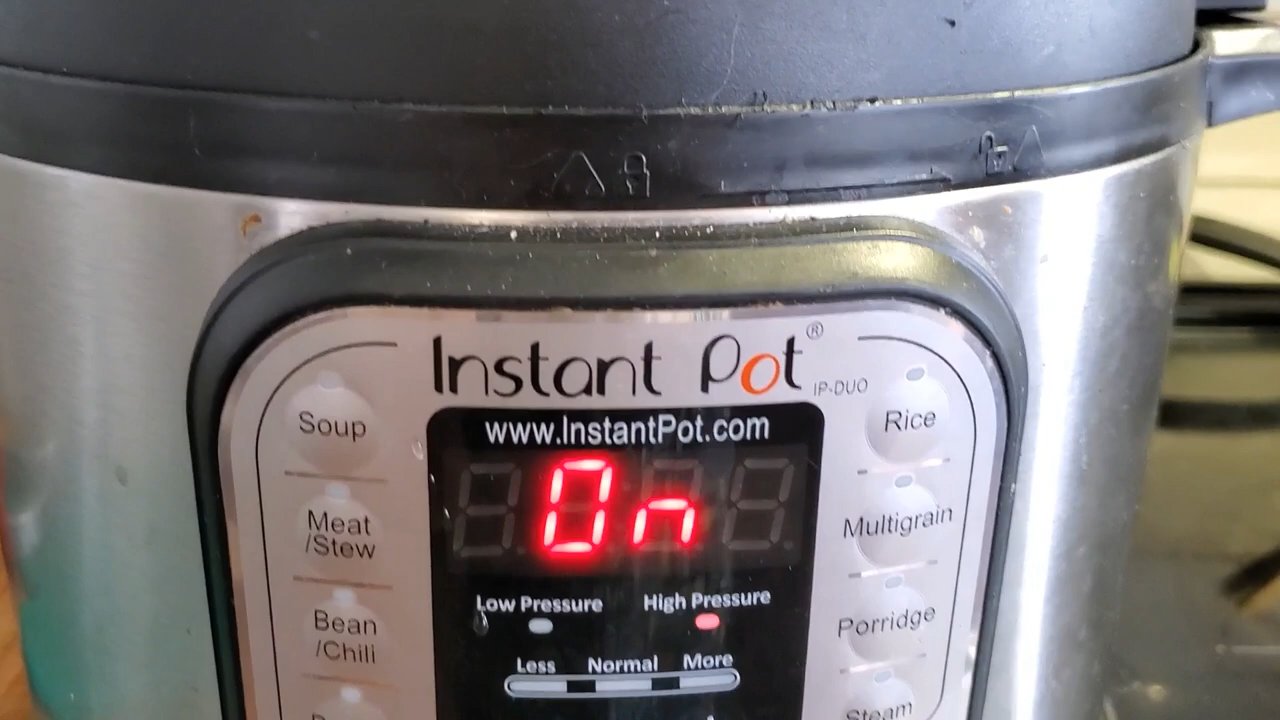 Instant Pot®
IP-DUO
www.InstantPot.com
On
Low Pressure
High Pressure
Less
Normal
More
Soup
Meat
/Stew
Bean
/Chili
Rice
Multigrain
Porridge
Steam